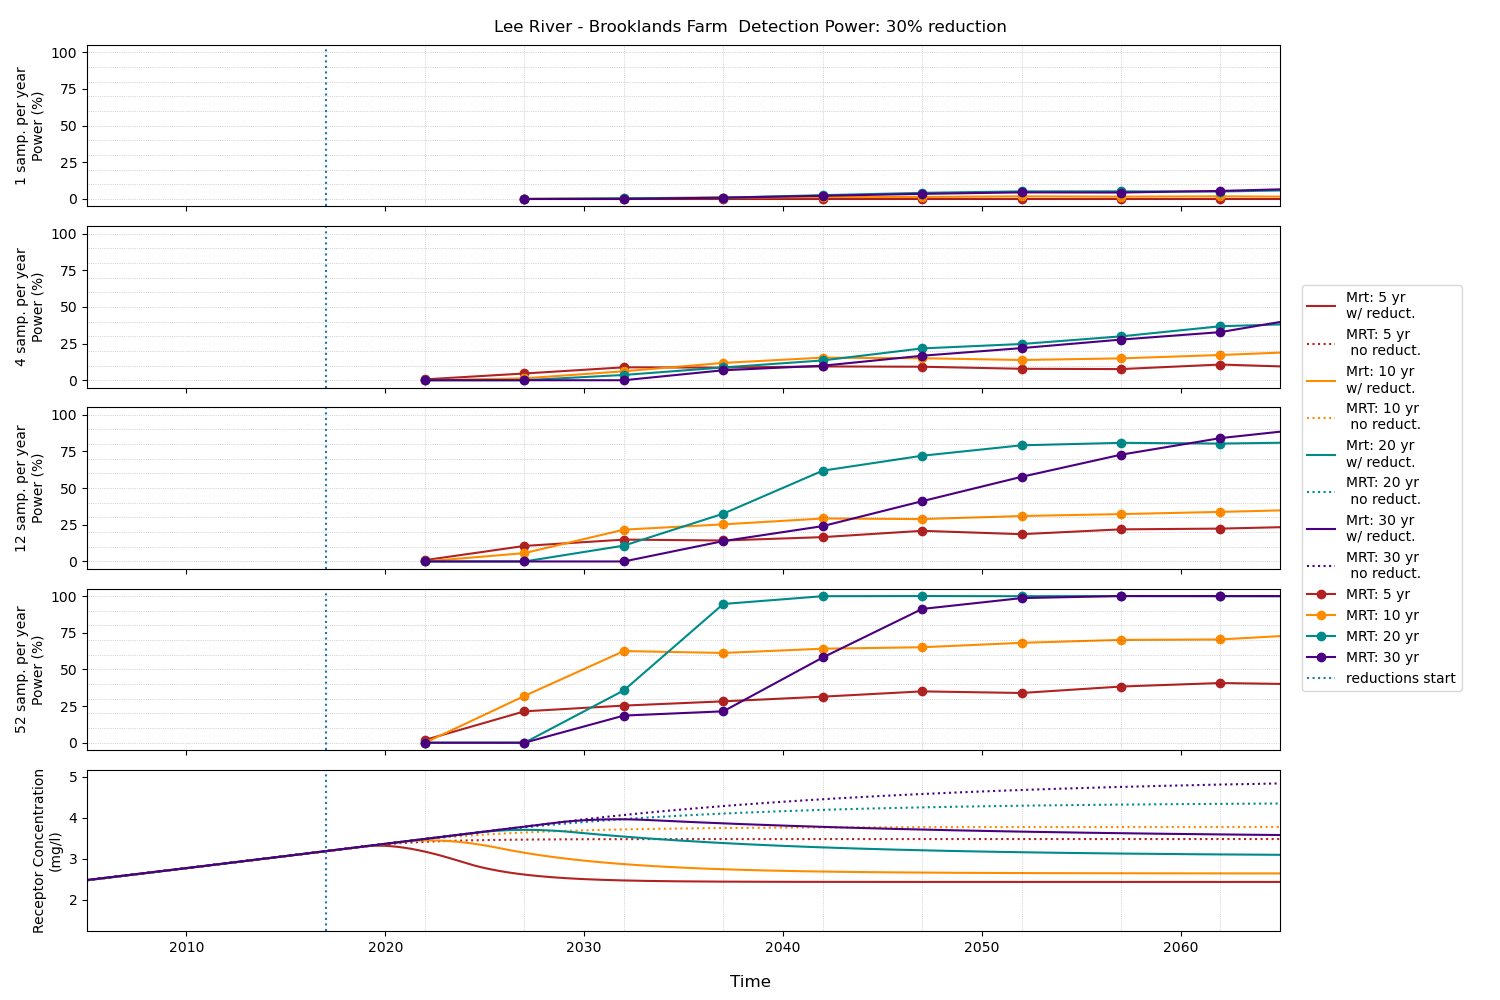 Lee River - Brooklands Farm  Detection Power: 30% reduction
1 samp. per year
Power (%)
100
75
50
25
0
4 samp. per year
Power (%)
100
75
50
25
0
12 samp. per year
Power (%)
100
75
50
25
0
52 samp. per year
Power (%)
100
75
50
25
0
Receptor Concentration
(mg/l)
5
4
3
2
2010
2020
2030
2040
2050
2060
Time
Mrt: 5 yr
w/ reduct.
MRT: 5 yr
no reduct.
Mrt: 10 yr
w/ reduct.
MRT: 10 yr
no reduct.
Mrt: 20 yr
w/ reduct.
MRT: 20 yr
no reduct.
Mrt: 30 yr
w/ reduct.
MRT: 30 yr
no reduct.
MRT: 5 yr
MRT: 10 yr
MRT: 20 yr
MRT: 30 yr
reductions start